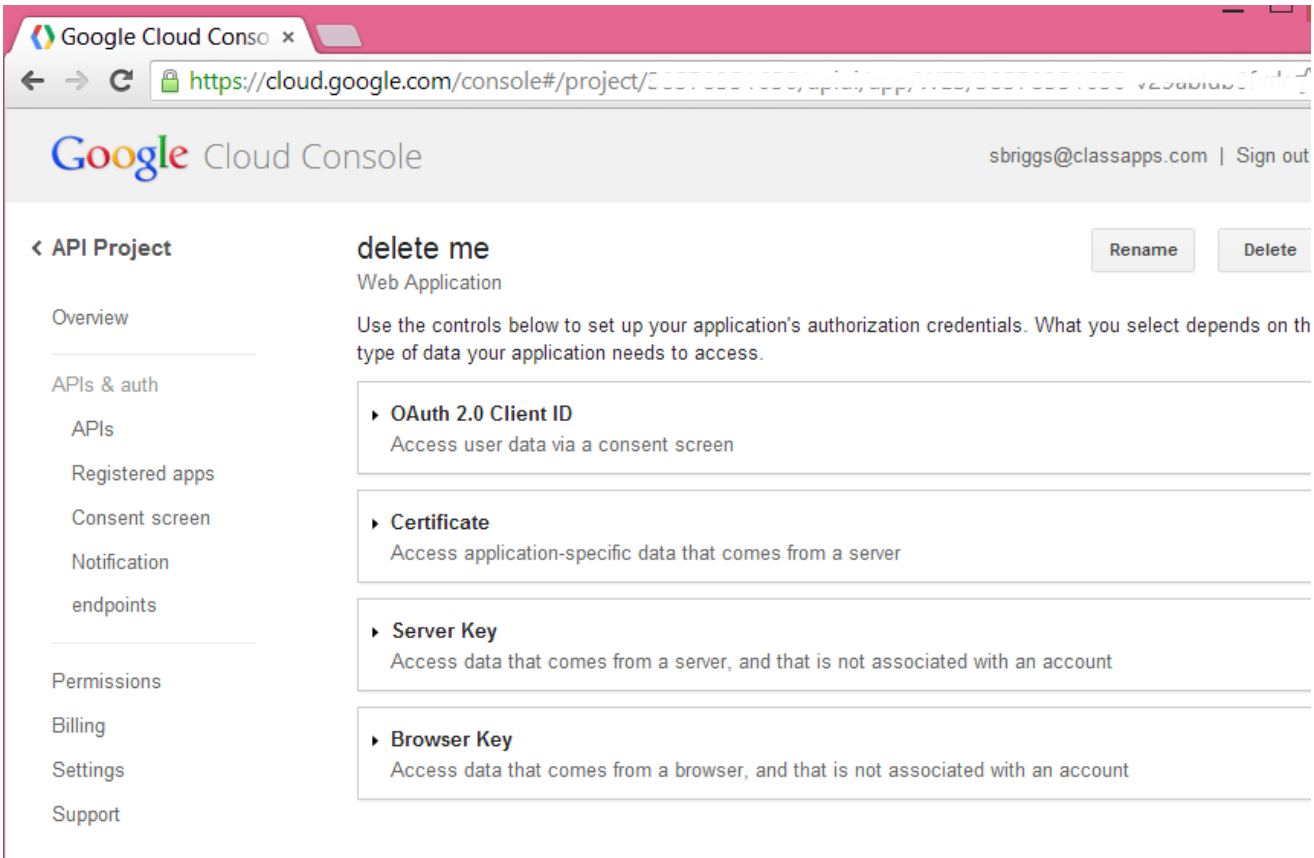 Google Cloud Conso ×
https://cloud.google.com/console#/project/
Google Cloud Console
sbriggs@classapps.com | Sign out
API Project
Overview
APIs & auth
APIs
Registered apps
Consent screen
Notification
endpoints
Permissions
Billing
Settings
Support
delete me
Rename
Delete
Web Application
Use the controls below to set up your application's authorization credentials. What you select depends on th
type of data your application needs to access.
OAuth 2.0 Client ID
Access user data via a consent screen
Certificate
Access application-specific data that comes from a server
Server Key
Access data that comes from a server, and that is not associated with an account
Browser Key
Access data that comes from a browser, and that is not associated with an account